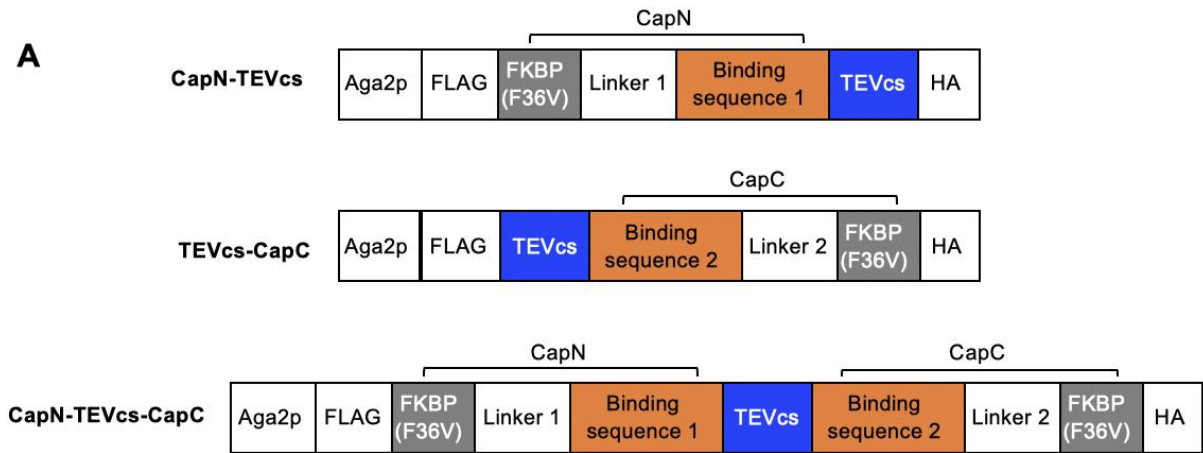 A
CapN
CapN-TEVcs
Aga2p FLAG FKBP (F36V) Linker 1 Binding sequence 1 TEVcs HA
CapC
TEVcs-CapC
Aga2p FLAG TEVcs Binding sequence 2 Linker 2 FKBP (F36V) HA
CapN CapC
CapN-TEVcs-CapC
Aga2p FLAG FKBP (F36V) Linker 1 Binding sequence 1 TEVcs Binding sequence 2 Linker 2 FKBP (F36V) HA